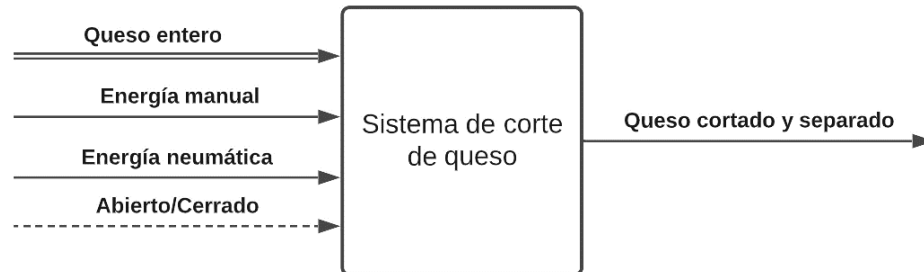 Queso entero
Energía manual
Energía neumática
Abierto/Cerrado
Sistema de corte
de queso
Queso cortado y separado